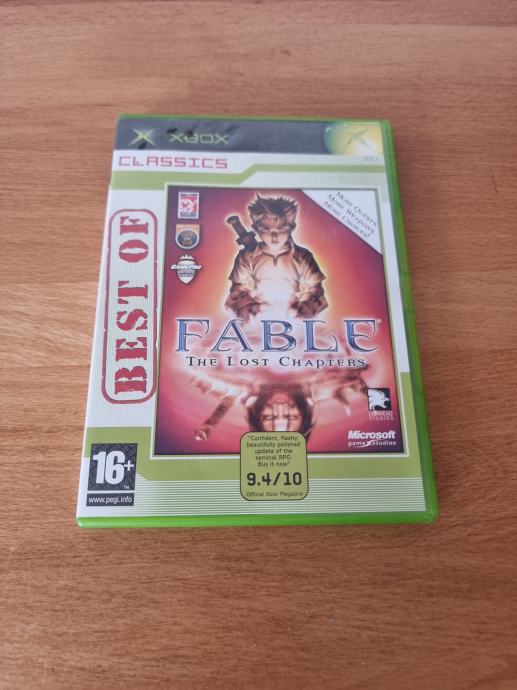 XBOX
CLASSICS
BEST OF
More Quests,
More Weapons,
More Choices!
GamePro
FABLE
The Lost Chapters
LIONHEAD
STUDIOS
Microsoft
game studios
"Confident, flashy,
beautifully polished
update of the
seminal RPG.
Buy it now"
9.4/10
Official Xbox Magazine
16+
www.pegi.info